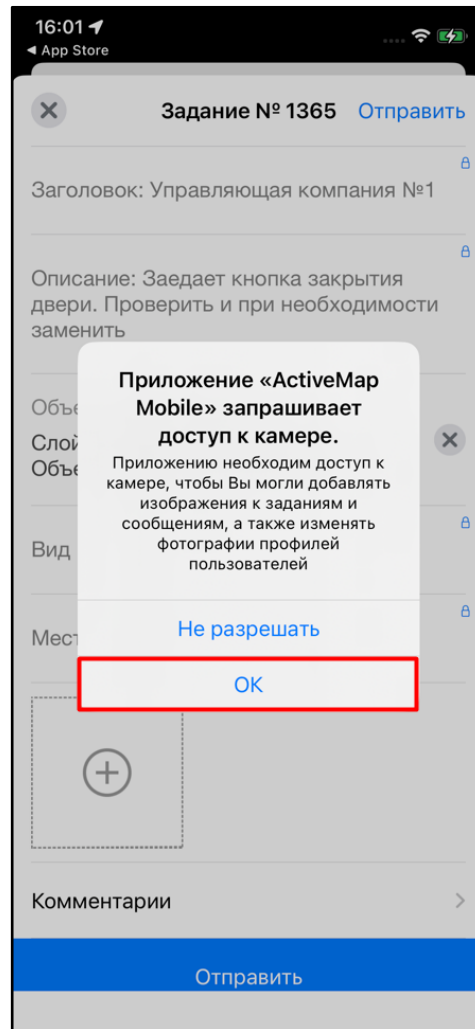 16:01
◀ App Store
Задание № 1365 Отправить
Заголовок: Управляющая компания №1
Описание: Заедает кнопка закрытия
двери. Проверить и при необходимости
заменить
Приложение «ActiveMap
Mobile» запрашивает
доступ к камере.
Приложению необходим доступ к
камере, чтобы Вы могли добавлять
изображения к заданиям и
сообщениям, а также изменять
фотографии профилей
пользователей
Объе
Слой
Объе
Вид
Не разрешать
Мест
ОК
Комментарии
Отправить